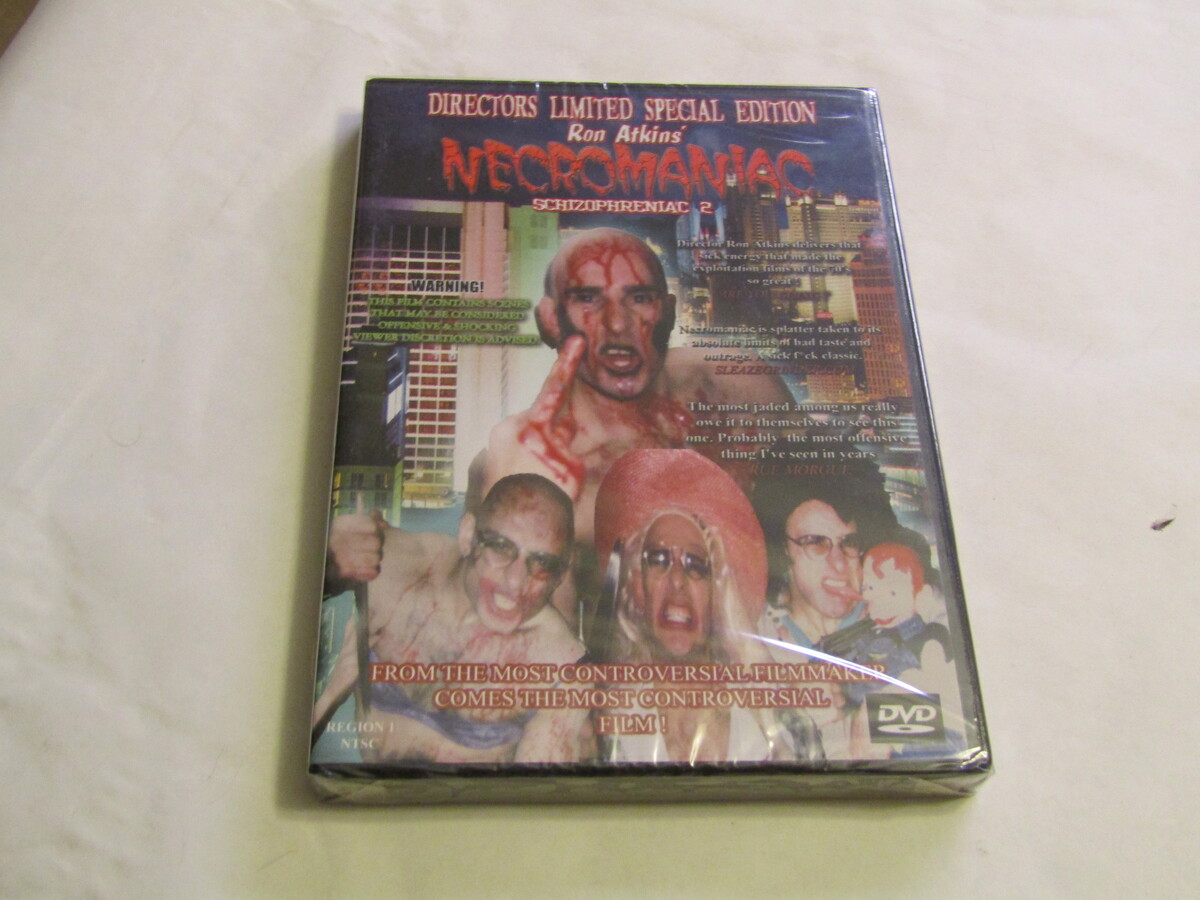 DIRECTORS LIMITED SPECIAL EDITION
Ron Atkins'
NECROMANIAC
SCHIZOPHRENIAC 2
WARNING!
THIS FILM CONTAINS SCENES
THAT MAY BE CONSIDERED
OFFENSIVE & SHOCKING
VIEWER DISCRETION IS ADVISED
Director Ron Atkins delivers that
sick energy that made the
exploitation films of the 70's
so great!
Necromaniac is splatter taken to its
absolute limits of bad taste and
outrage. A sick f*ck classic.
The most jaded among us really
owe it to themselves to see this
one. Probably the most offensive
thing I've seen in years
RUE MORGUE
FROM THE MOST CONTROVERSIAL FILMMAKER
COMES THE MOST CONTROVERSIAL
FILM !
REGION 1
NTSC
DVD